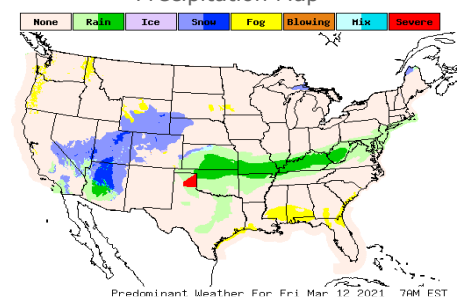 Precipitation Map
None Rain Ice Snow Fog Blowing Mix Severe
Predominant Weather For Fri Mar 12 2021 7AM EST